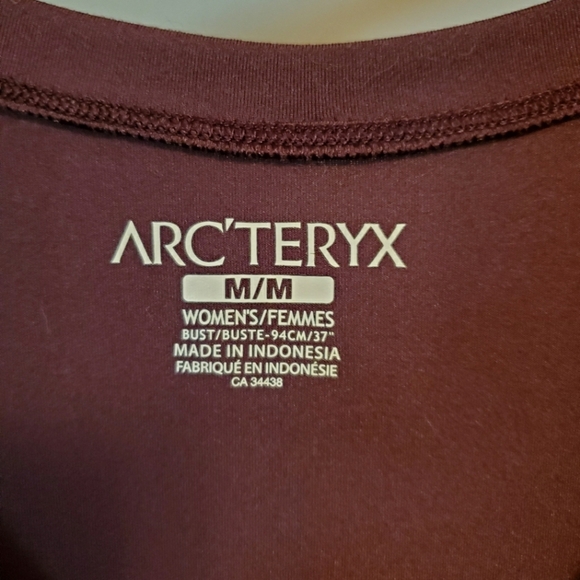 ARC'TERYX
M/M
WOMEN'S/FEMMES
BUST/BUSTE-94CM/37"
MADE IN INDONESIA
FABRIQUÉ EN INDONÉSIE
CA 34438